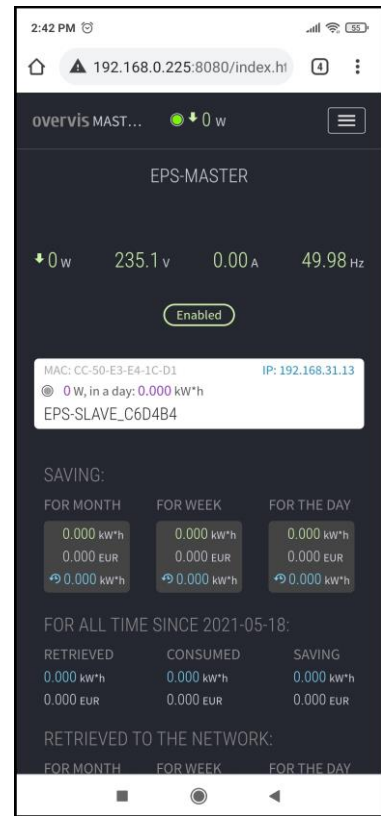 2:42 PM 55
192.168.0.225:8080/index.ht 4
overvis MAST... 0 W
EPS-MASTER
0 W 235.1 V 0.00 A 49.98 Hz
Enabled
MAC: CC-50-E3-E4-1C-D1 IP: 192.168.31.13
0 W, in a day: 0.000 kW*h
EPS-SLAVE_C6D4B4
SAVING:
FOR MONTH FOR WEEK FOR THE DAY
0.000 kW*h 0.000 kW*h 0.000 kW*h
0.000 EUR 0.000 EUR 0.000 EUR
0.000 kW*h 0.000 kW*h 0.000 kW*h
FOR ALL TIME SINCE 2021-05-18:
RETRIEVED CONSUMED SAVING
0.000 kW*h 0.000 kW*h 0.000 kW*h
0.000 EUR 0.000 EUR 0.000 EUR
RETRIEVED TO THE NETWORK:
FOR MONTH FOR WEEK FOR THE DAY